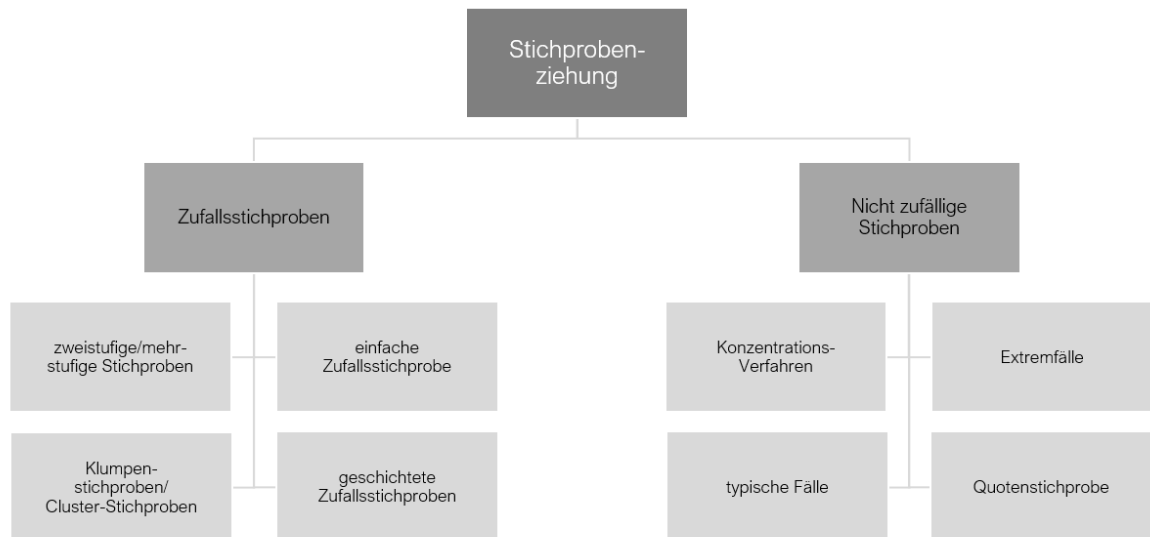 Stichproben-
ziehung
Zufallsstichproben
Nicht zufällige
Stichproben
zweistufige/mehr-
stufige Stichproben
einfache
Zufallsstichprobe
Konzentrations-
Verfahren
Extremfälle
Klumpen-
stichproben/
Cluster-Stichproben
geschichtete
Zufallsstichproben
typische Fälle
Quotenstichprobe